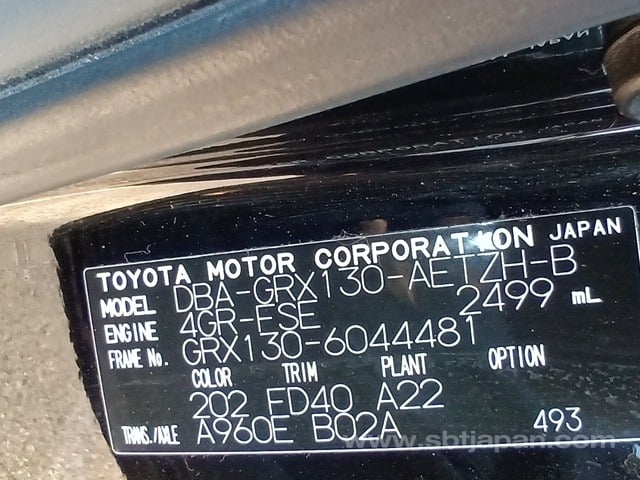 TOYOTA MOTOR CORPORATION JAPAN
MODEL DBA-GRX130-AETZH-B
ENGINE 4GR-FSE 2499 mL
FRAME No. GRX130-6044481
COLOR TRIM PLANT OPTION
202 FD40 A22
TRANS./AXLE A960E B02A 493
www.sbtjapan.com